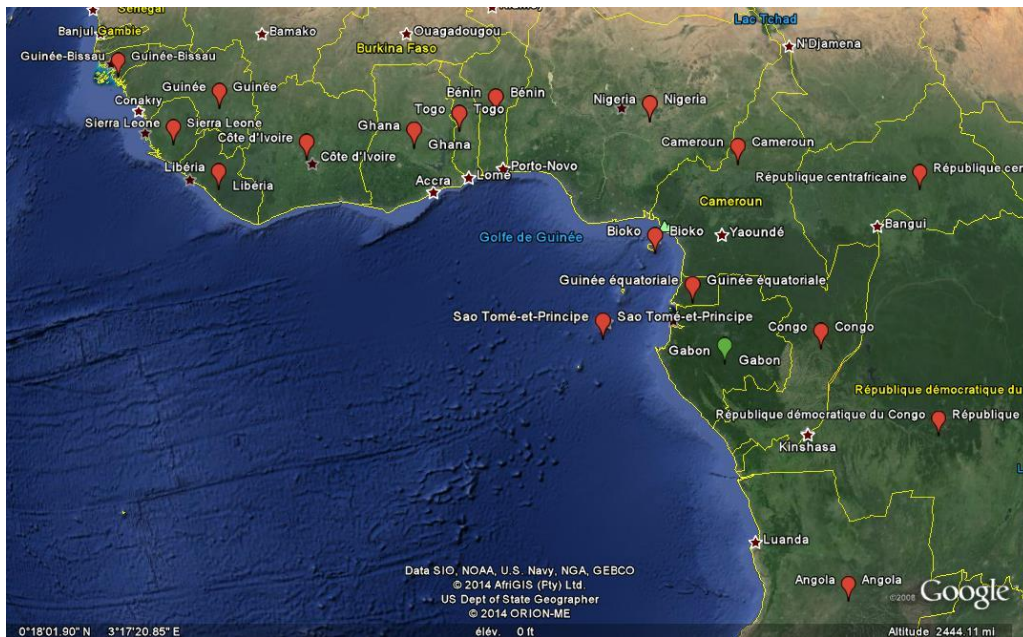 Sénégal
Lac Tchad
Banjul Gambie
Bamako
Ouagadougou
N'Djamena
Burkina Faso
Guinée-Bissau Guinée-Bissau
Guinée Guinée
Bénin Bénin
Nigeria Nigeria
Conakry
Togo Togo
Sierra Leone Sierra Leone
Ghana
Ghana
Côte d'Ivoire
Côte d'Ivoire
Cameroun Cameroun
Libéria
Libéria
Porto-Novo
Lomé
Accra
République centrafricaine République cen
Cameroun
Bangui
Golfe de Guinée
Bioko Bioko
Yaoundé
Guinée équatoriale Guinée équatoriale
Sao Tomé-et-Principe Sao Tomé-et-Principe
Congo Congo
Gabon
Gabon
République démocratique du
République démocratique du Congo République
Kinshasa
Luanda
Angola Angola
Data SIO, NOAA, U.S. Navy, NGA, GEBCO
© 2014 AfriGIS (Pty) Ltd.
US Dept of State Geographer
© 2014 ORION-ME
©2008 Google
0°18'01.90" N 3°17'20.85" E élév. 0 ft Altitude 2444.11 mi